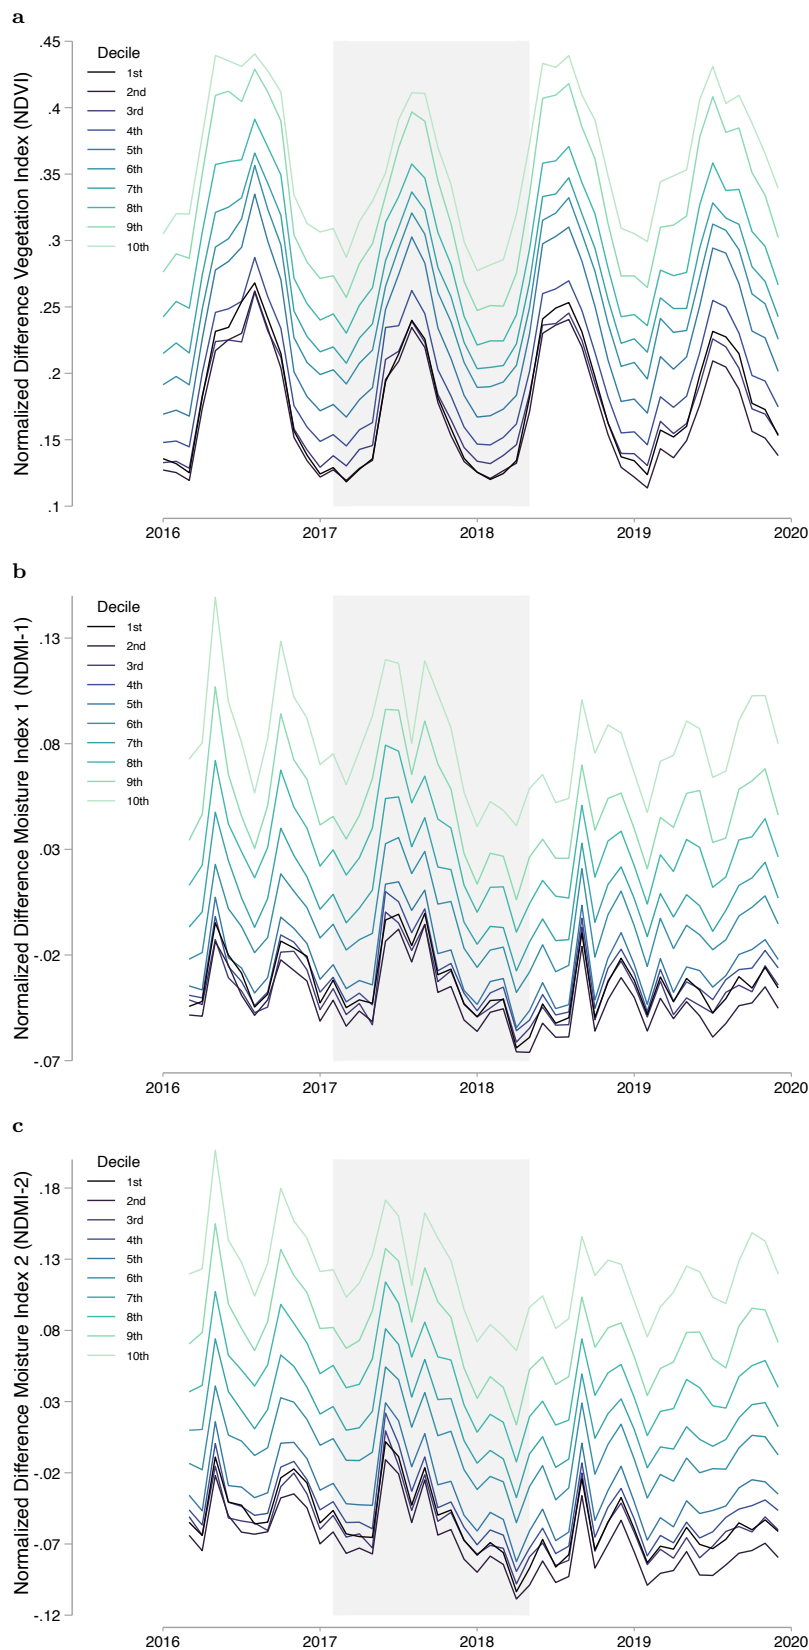 a
Normalized Difference Vegetation Index (NDVI)
.45
.4
.35
.3
.25
.2
.15
.1
Decile
1st
2nd
3rd
4th
5th
6th
7th
8th
9th
10th
2016 2017 2018 2019 2020
b
Normalized Difference Moisture Index 1 (NDMI-1)
.13
.08
.03
-.02
-.07
Decile
1st
2nd
3rd
4th
5th
6th
7th
8th
9th
10th
2016 2017 2018 2019 2020
c
Normalized Difference Moisture Index 2 (NDMI-2)
.18
.13
.08
.03
-.02
-.07
-.12
Decile
1st
2nd
3rd
4th
5th
6th
7th
8th
9th
10th
2016 2017 2018 2019 2020